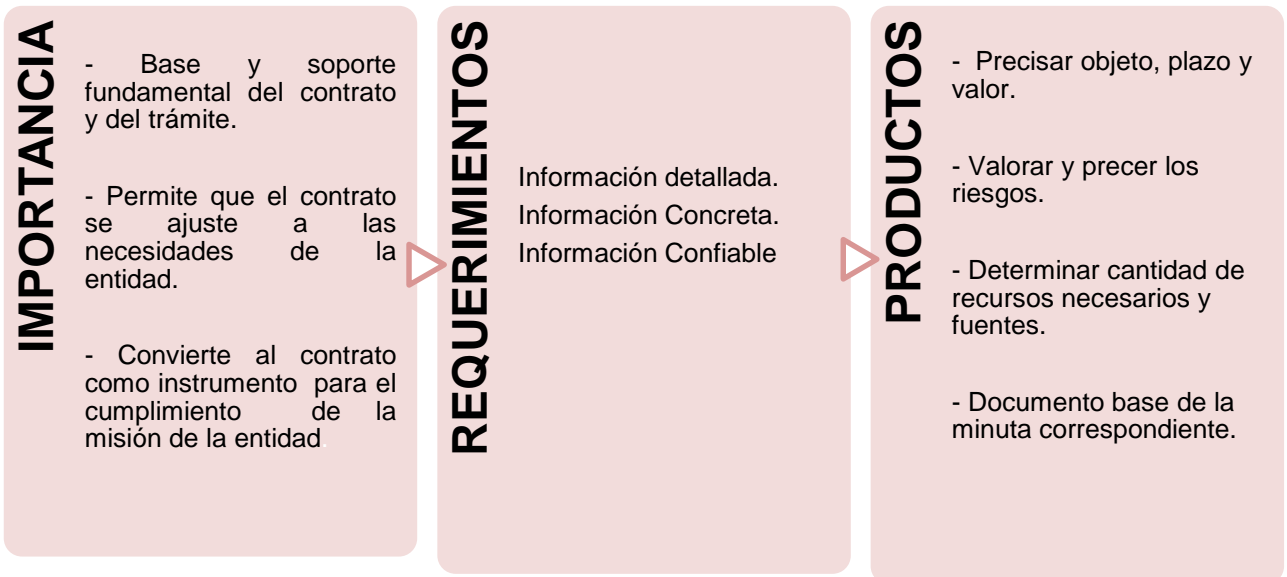 IMPORTANCIA
- Base y soporte
fundamental del contrato
y del trámite.
- Permite que el contrato
se ajuste a las
necesidades de la
entidad.
- Convierte al contrato
como instrumento para el
cumplimiento de la
misión de la entidad.
REQUERIMIENTOS
Información detallada.
Información Concreta.
Información Confiable
PRODUCTOS
- Precisar objeto, plazo y
valor.
- Valorar y precer los
riesgos.
- Determinar cantidad de
recursos necesarios y
fuentes.
- Documento base de la
minuta correspondiente.